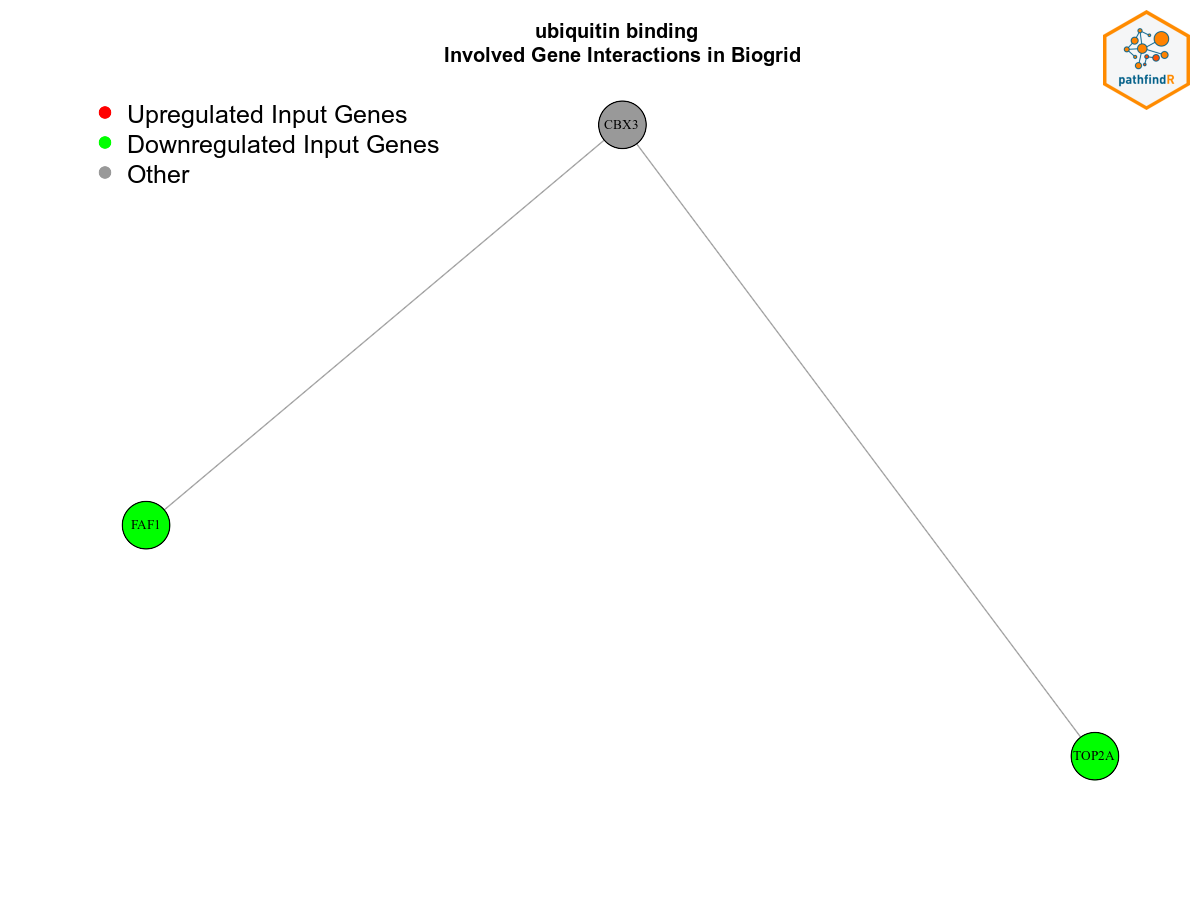 ubiquitin binding
Involved Gene Interactions in Biogrid
pathfindR
Upregulated Input Genes
Downregulated Input Genes
Other
CBX3
FAF1
TOP2A